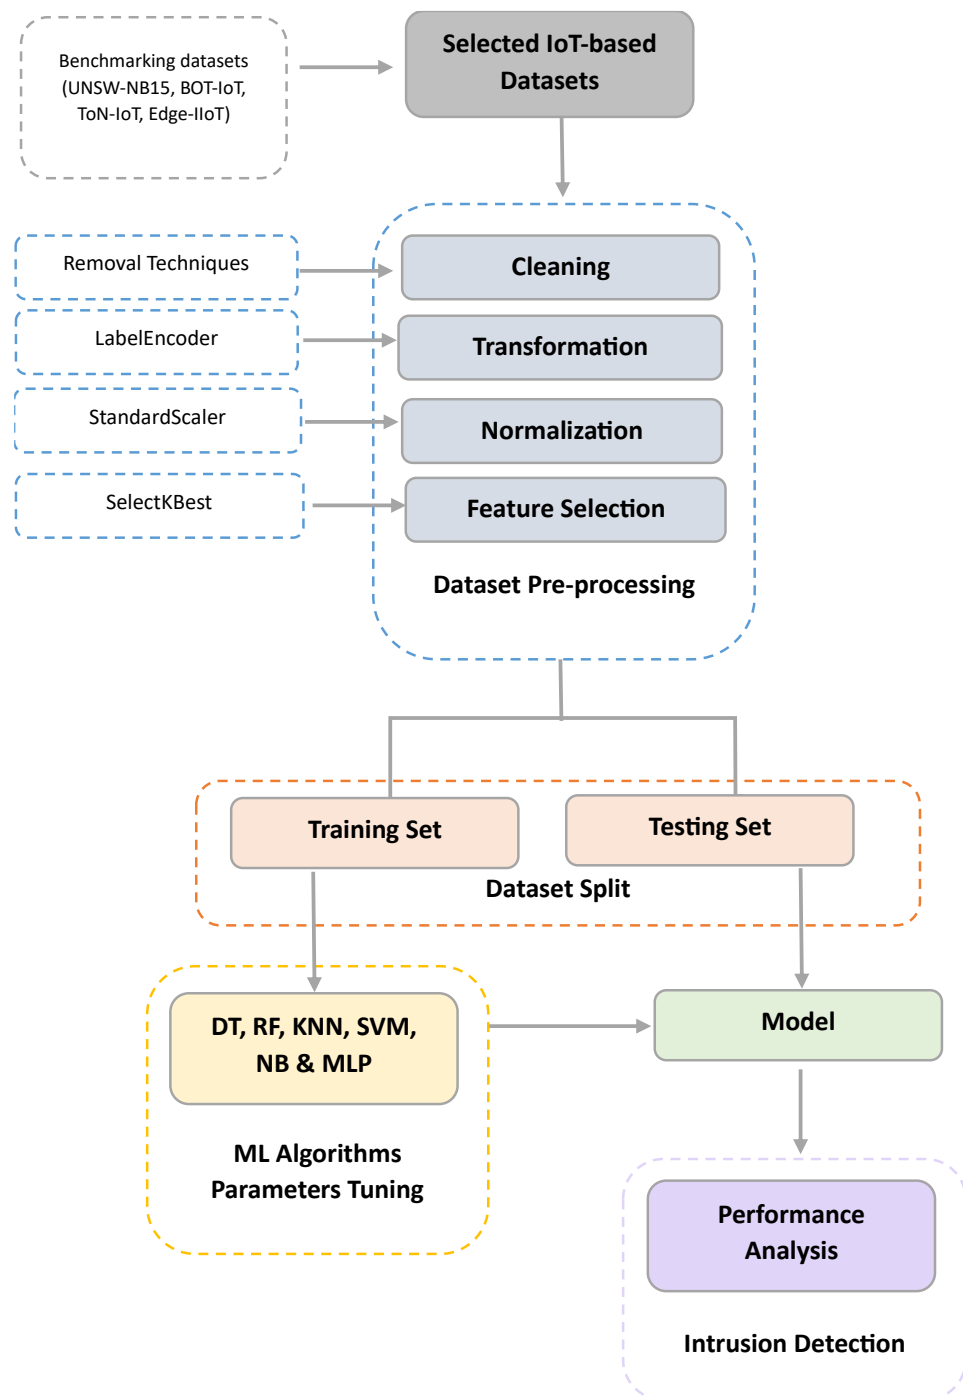 Benchmarking datasets
(UNSW-NB15, BOT-IoT,
ToN-IoT, Edge-IIoT)
Selected IoT-based
Datasets
Removal Techniques
Cleaning
LabelEncoder
Transformation
StandardScaler
Normalization
SelectKBest
Feature Selection
Dataset Pre-processing
Training Set
Testing Set
Dataset Split
DT, RF, KNN, SVM,
NB & MLP
Model
ML Algorithms
Parameters Tuning
Performance
Analysis
Intrusion Detection